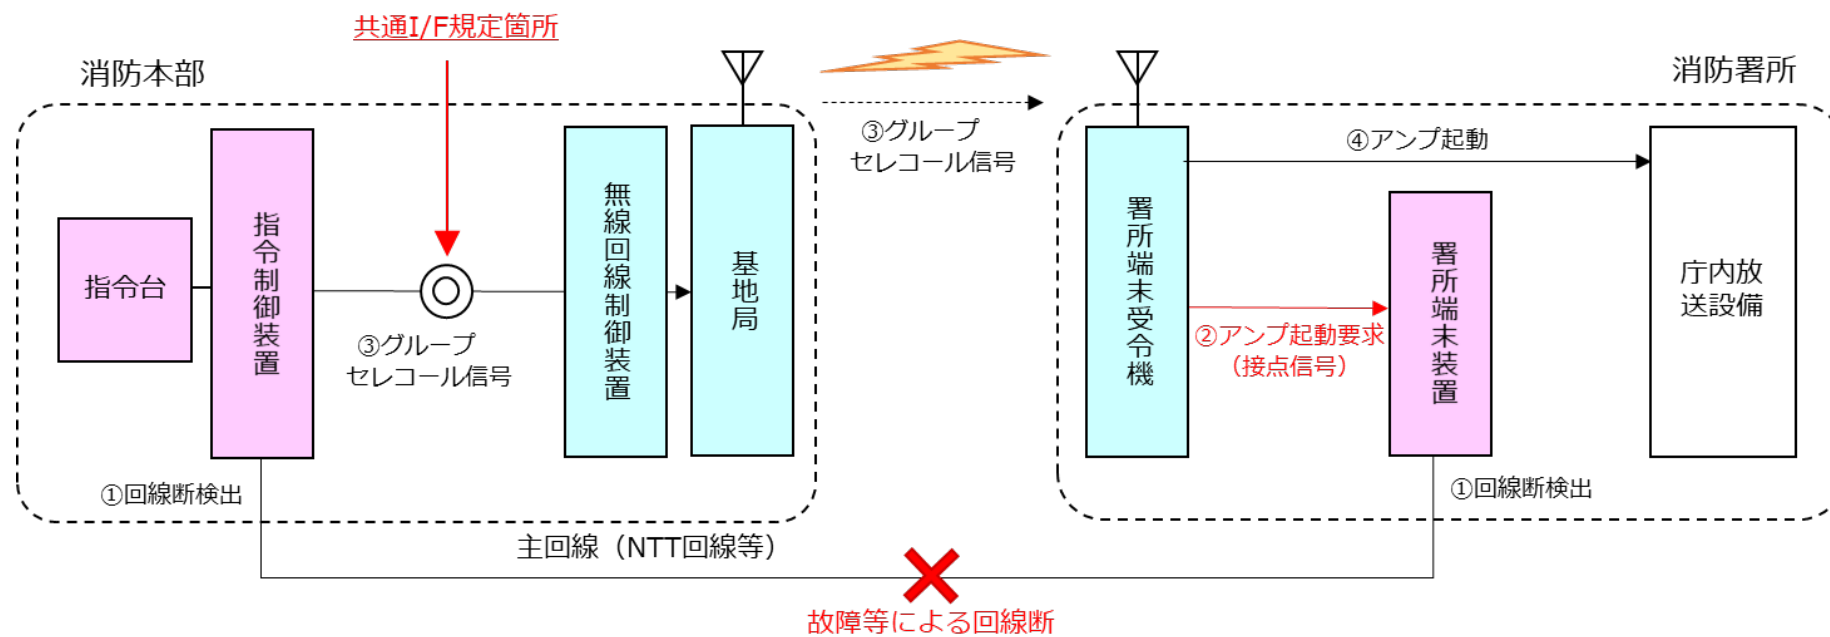 共通I/F規定箇所
消防本部
消防署所
指令台
指令制御装置
③グループ
セレコール信号
無線回線制御装置
基地局
③グループ
セレコール信号
署所端末受令機
④アンプ起動
②アンプ起動要求
（接点信号）
署所端末装置
庁内放
送設備
①回線断検出
①回線断検出
主回線（NTT回線等）
故障等による回線断